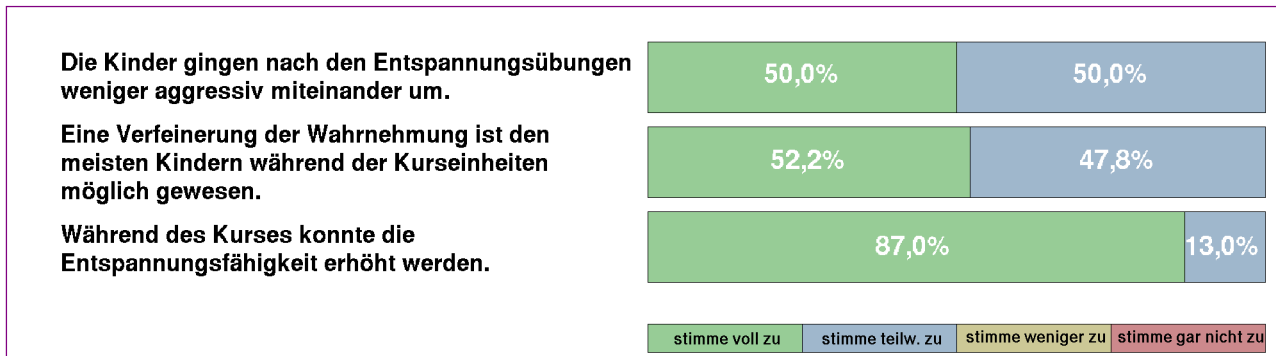 Die Kinder gingen nach den Entspannungsübungen
weniger aggressiv miteinander um.
50,0% 50,0%
Eine Verfeinerung der Wahrnehmung ist den
meisten Kindern während der Kurseinheiten
möglich gewesen.
52,2% 47,8%
Während des Kurses konnte die
Entspannungsfähigkeit erhöht werden.
87,0% 13,0%
stimme voll zu stimme teilw. zu stimme weniger zu stimme gar nicht zu